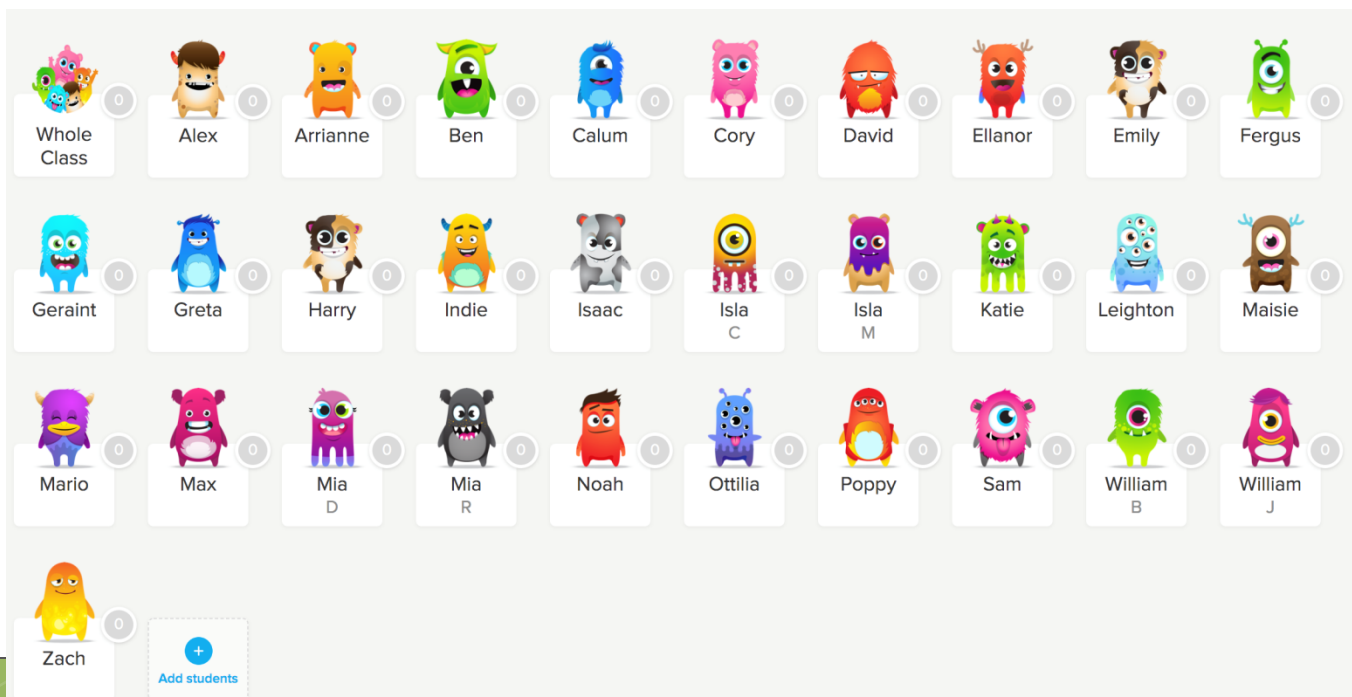 0 0 0 0 0 0 0 0 0 0
Whole Alex Arrianne Ben Calum Cory David Ellanor Emily Fergus
Class
0 0 0 0 0 0 0 0 0 0
Geraint Greta Harry Indie Isaac Isla Isla Katie Leighton Maisie
C M
0 0 0 0 0 0 0 0 0 0
Mario Max Mia Mia Noah Ottilia Poppy Sam William William
D R B J
0
+
Zach
Add students